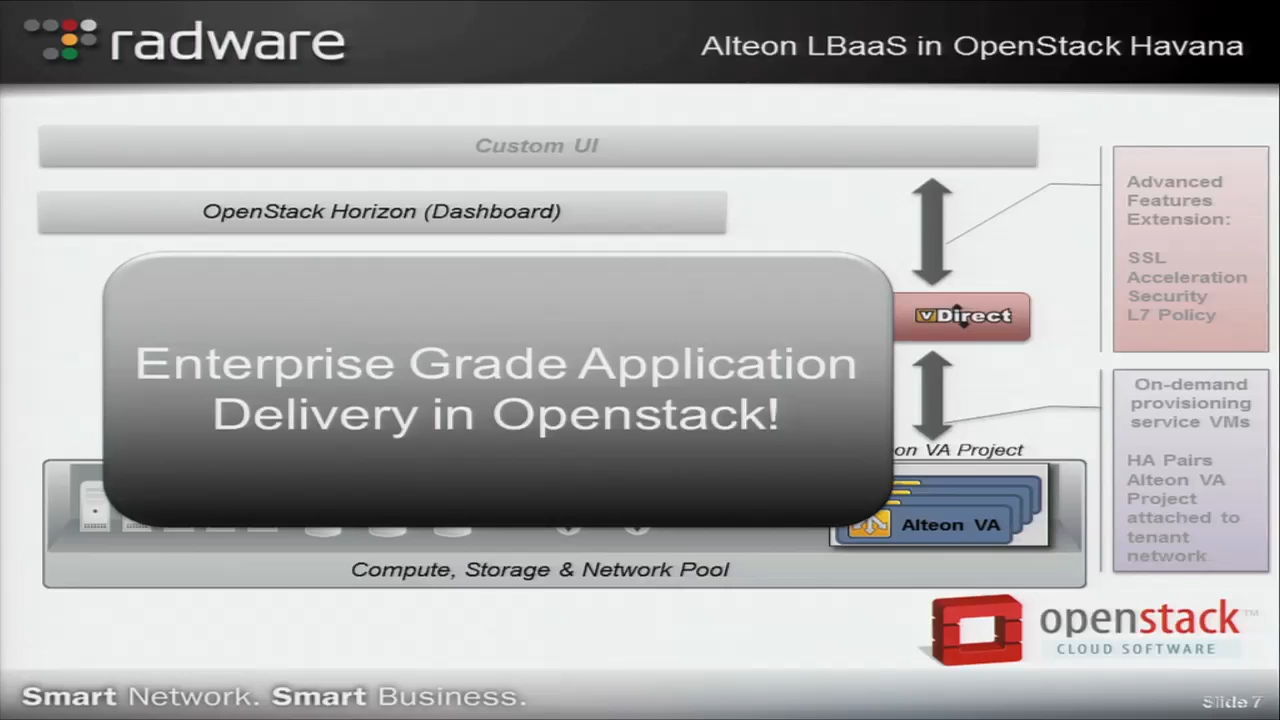 radware
Alteon LBaaS in OpenStack Havana
Custom UI
OpenStack Horizon (Dashboard)
Advanced
Features
Extension:
SSL
Acceleration
Security
L7 Policy
vDirect
Enterprise Grade Application
Delivery in Openstack!
On-demand
provisioning
service VMs
HA Pairs
Alteon VA
Project
attached to
tenant
network
on VA Project
Alteon VA
Compute, Storage & Network Pool
openstack™
CLOUD SOFTWARE
Smart Network. Smart Business.
Slide 7